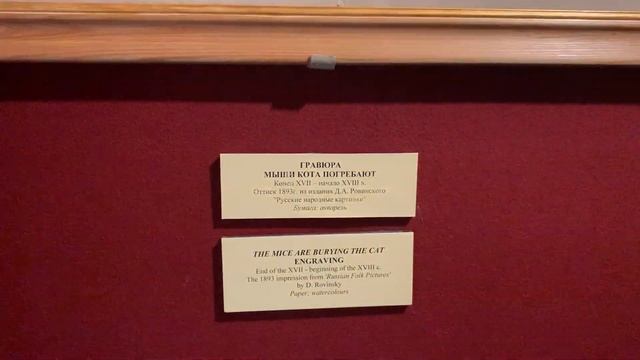 ГРАВЮРА
МЫШИ КОТА ПОГРЕБАЮТ
Конец XVII – начало XVIII в.
Оттиск 1893г. из издания Д.А. Ровинского
"Русские народные картинки"
Бумага; акварель
THE MICE ARE BURYING THE CAT
ENGRAVING
End of the XVII - beginning of the XVIII c.
The 1893 impression from 'Russian Folk Pictures'
by D. Rovinsky
Paper; watercolours